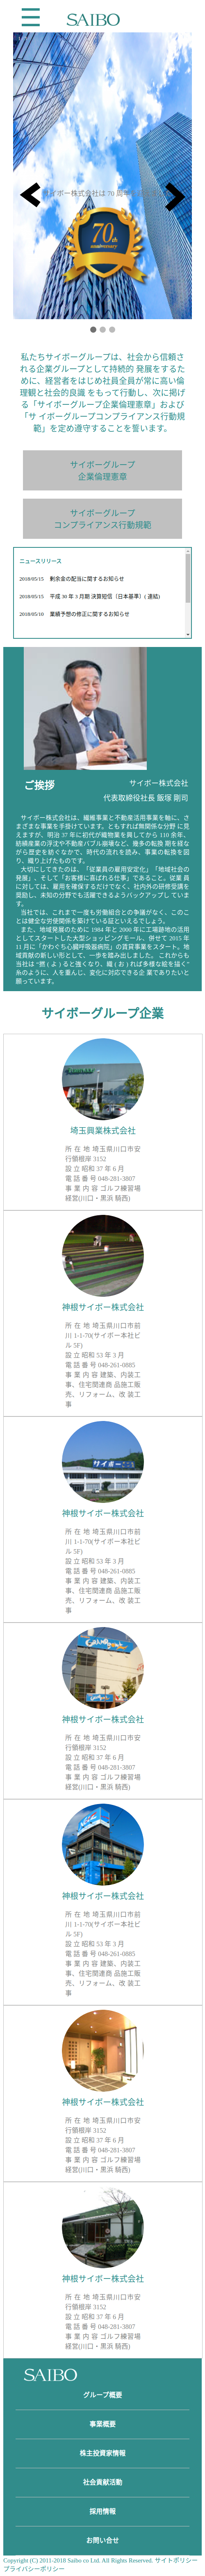 SAIBO
イボー株式会社は 70 周年
70th
anniversary
私たちサイボーグループは、社会から信頼さ
れる企業グループとして持続的 発展をするた
めに、経営者をはじめ社員全員が常に高い倫
理観と社会的良識 をもって行動し、次に掲げ
る「サイボーグループ企業倫理憲章」および
「サ イボーグループコンプライアンス行動規
範」を定め遵守することを誓います。
サイボーグループ
企業倫理憲章
サイボーグループ
コンプライアンス行動規範
ニュースリリース
2018/05/15 剰余金の配当に関するお知らせ
2018/05/15 平成 30 年 3 月期 決算短信〔日本基準〕( 連結)
2018/05/10 業績予想の修正に関するお知らせ
ご挨拶
サイボー株式会社
代表取締役社長 飯塚 剛司
サイボー株式会社は、繊維事業と不動産活用事業を軸に、さ
まざまな事業を手掛けています。ともすれば無関係な分野 に見
えますが、明治 37 年に初代が織物業を興してから 110 余年、
紡績産業の浮沈や不動産バブル崩壊など、幾多の転換 期を経な
がら歴史を紡ぐなかで、時代の流れを読み、事業の転換を図
り、織り上げたものです。
大切にしてきたのは、「従業員の雇用安定化」、「地域社会の
発展」、そして「お客様に喜ばれる仕事」であること。従業 員
に対しては、雇用を確保するだけでなく、社内外の研修受講を
奨励し、未知の分野でも活躍できるようバックアップし ていま
す。
当社では、これまで一度も労働組合との争議がなく、このこ
とは健全な労使関係を築けている証といえるでしょう。
また、地域発展のために 1984 年と 2000 年に工場跡地の活用
としてスタートした大型ショッピングモール、併せて 2015 年
11 月に「かわぐち心臓呼吸器病院」の賃貸事業をスタート。地
域貢献の新しい形として、一歩を踏み出しました。 これからも
当社は “撚 ( よ ) ると強くなり、織 ( お ) れば多様な絵を描く”
糸のように、人を重んじ、変化に対応できる企 業でありたいと
願っています。
サイボーグループ企業
埼玉興業株式会社
所 在 地 埼玉県川口市安
行領根岸 3152
設 立 昭和 37 年 6 月
電 話 番 号 048-281-3807
事 業 内 容 ゴルフ練習場
経営(川口・黒浜 騎西)
神根サイボー株式会社
所 在 地 埼玉県川口市前
川 1-1-70(サイボー本社ビ
ル 5F)
設 立 昭和 53 年 3 月
電 話 番 号 048-261-0885
事 業 内 容 建築、内装工
事、住宅関連商 品施工販
売、リフォーム、改 装工
事
サイボー
神根サイボー株式会社
所 在 地 埼玉県川口市前
川 1-1-70(サイボー本社ビ
ル 5F)
設 立 昭和 53 年 3 月
電 話 番 号 048-261-0885
事 業 内 容 建築、内装工
事、住宅関連商 品施工販
売、リフォーム、改 装工
事
神根サイボー株式会社
所 在 地 埼玉県川口市安
行領根岸 3152
設 立 昭和 37 年 6 月
電 話 番 号 048-281-3807
事 業 内 容 ゴルフ練習場
経営(川口・黒浜 騎西)
神根サイボー株式会社
所 在 地 埼玉県川口市前
川 1-1-70(サイボー本社ビ
ル 5F)
設 立 昭和 53 年 3 月
電 話 番 号 048-261-0885
事 業 内 容 建築、内装工
事、住宅関連商 品施工販
売、リフォーム、改 装工
事
神根サイボー株式会社
所 在 地 埼玉県川口市安
行領根岸 3152
設 立 昭和 37 年 6 月
電 話 番 号 048-281-3807
事 業 内 容 ゴルフ練習場
経営(川口・黒浜 騎西)
神根サイボー株式会社
所 在 地 埼玉県川口市安
行領根岸 3152
設 立 昭和 37 年 6 月
電 話 番 号 048-281-3807
事 業 内 容 ゴルフ練習場
経営(川口・黒浜 騎西)
SAIBO
グループ概要
事業概要
株主投資家情報
社会貢献活動
採用情報
お問い合せ
Copyright (C) 2011-2018 Saibo co Ltd. All Rights Reserved. サイトポリシー
プライバシーポリシー